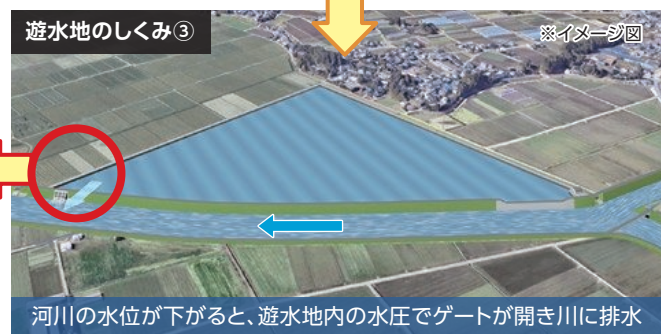 遊水地のしくみ③
※イメージ図
河川の水位が下がると、遊水地内の水圧でゲートが開き川に排水